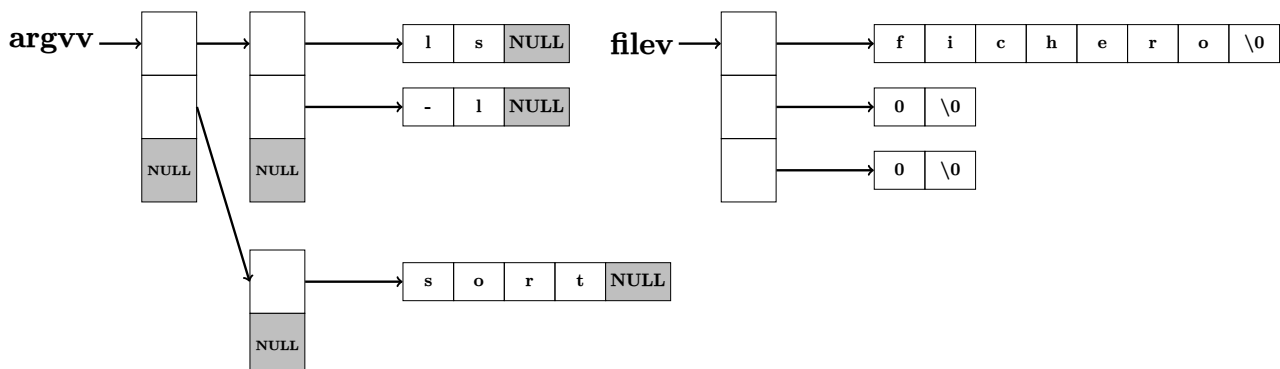 argvv l s NULL filev f i c h e r o \0
- l NULL 0 \0
NULL NULL 0 \0
s o r t NULL
NULL